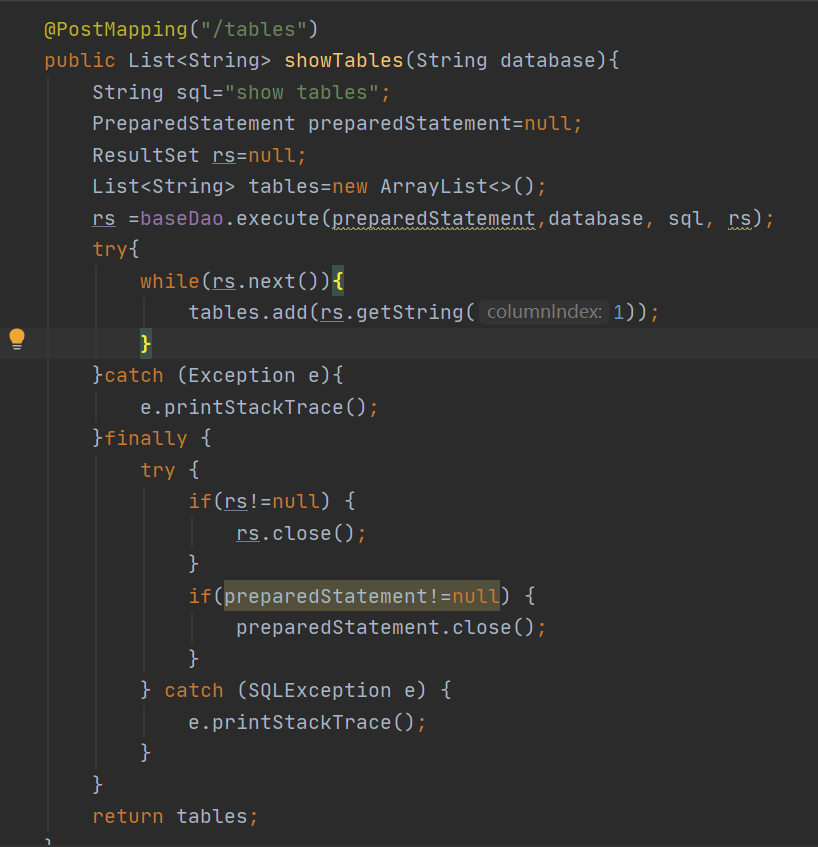 @PostMapping("/tables")
public List<String> showTables(String database){
String sql="show tables";
PreparedStatement preparedStatement=null;
ResultSet rs=null;
List<String> tables=new ArrayList<>();
rs =baseDao.execute(preparedStatement,database, sql, rs);
try{
while(rs.next()){
tables.add(rs.getString( columnIndex: 1));
}
}catch (Exception e){
e.printStackTrace();
}finally {
try {
if(rs!=null) {
rs.close();
}
if(preparedStatement!=null) {
preparedStatement.close();
}
} catch (SQLException e) {
e.printStackTrace();
}
}
return tables;
}